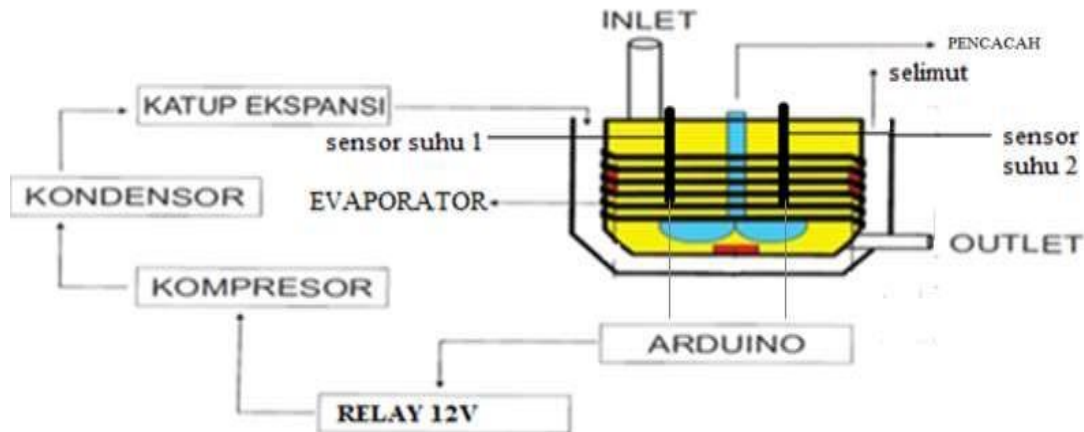 INLET
PENCACAH
selimut
KATUP EKSPANSI
sensor suhu 1
sensor
suhu 2
KONDENSOR
EVAPORATOR
OUTLET
KOMPRESOR
ARDUINO
RELAY 12V